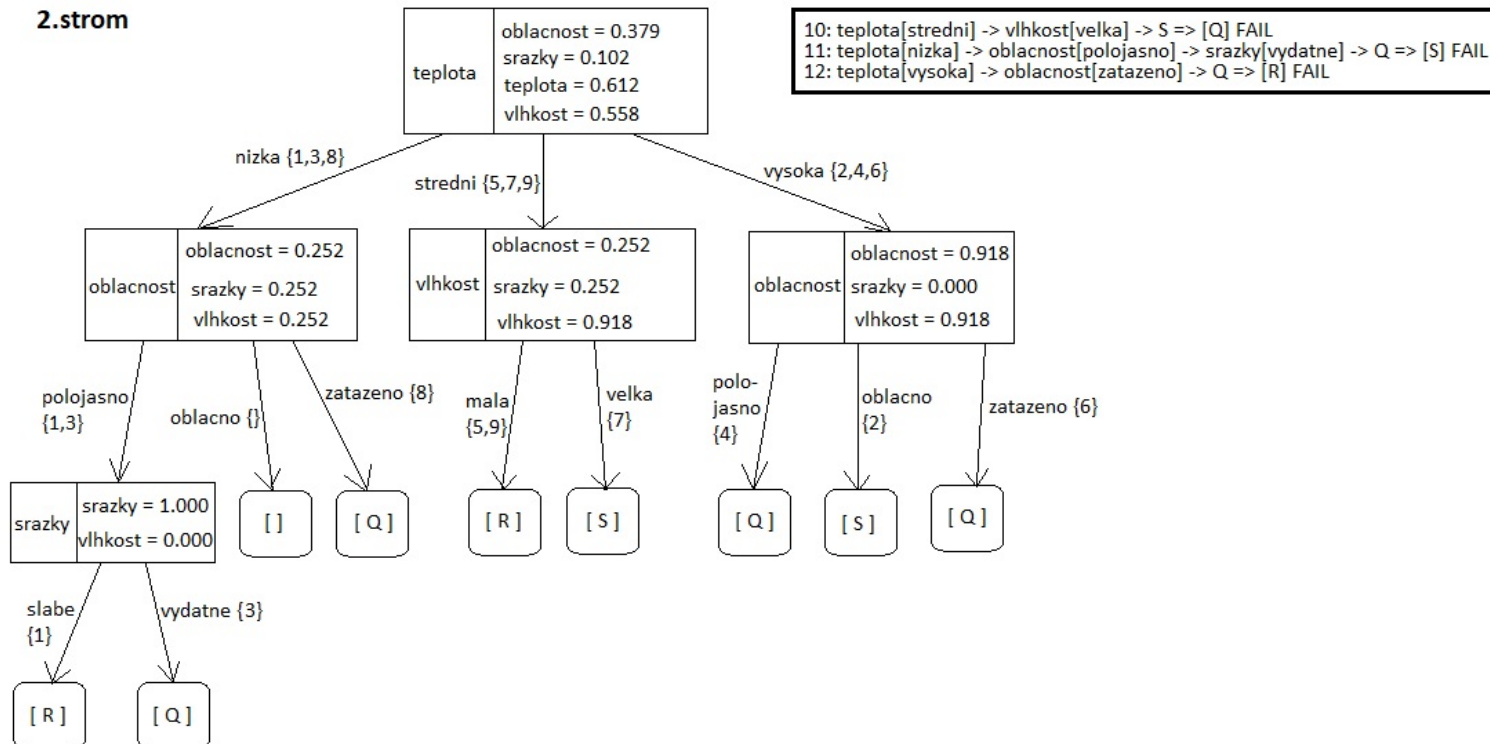 2.strom
10: teplota[stredni] -> vlhkost[velka] -> S => [Q] FAIL
11: teplota[nizka] -> oblacnost[polojasno] -> srazky[vydatne] -> Q => [S] FAIL
12: teplota[vysoka] -> oblacnost[zatazeno] -> Q => [R] FAIL
teplota
oblacnost = 0.379
srazky = 0.102
teplota = 0.612
vlhkost = 0.558
nizka {1,3,8}
stredni {5,7,9}
vysoka {2,4,6}
oblacnost
oblacnost = 0.252
srazky = 0.252
vlhkost = 0.252
vlhkost
oblacnost = 0.252
srazky = 0.252
vlhkost = 0.918
oblacnost
oblacnost = 0.918
srazky = 0.000
vlhkost = 0.918
polojasno
{1,3}
oblacno {}
zatazeno {8}
mala
{5,9}
velka
{7}
polo-
jasno
{4}
oblacno
{2}
zatazeno {6}
srazky
srazky = 1.000
vlhkost = 0.000
[ ]
[ Q ]
[ R ]
[ S ]
[ Q ]
[ S ]
[ Q ]
slabe
{1}
vydatne {3}
[ R ]
[ Q ]